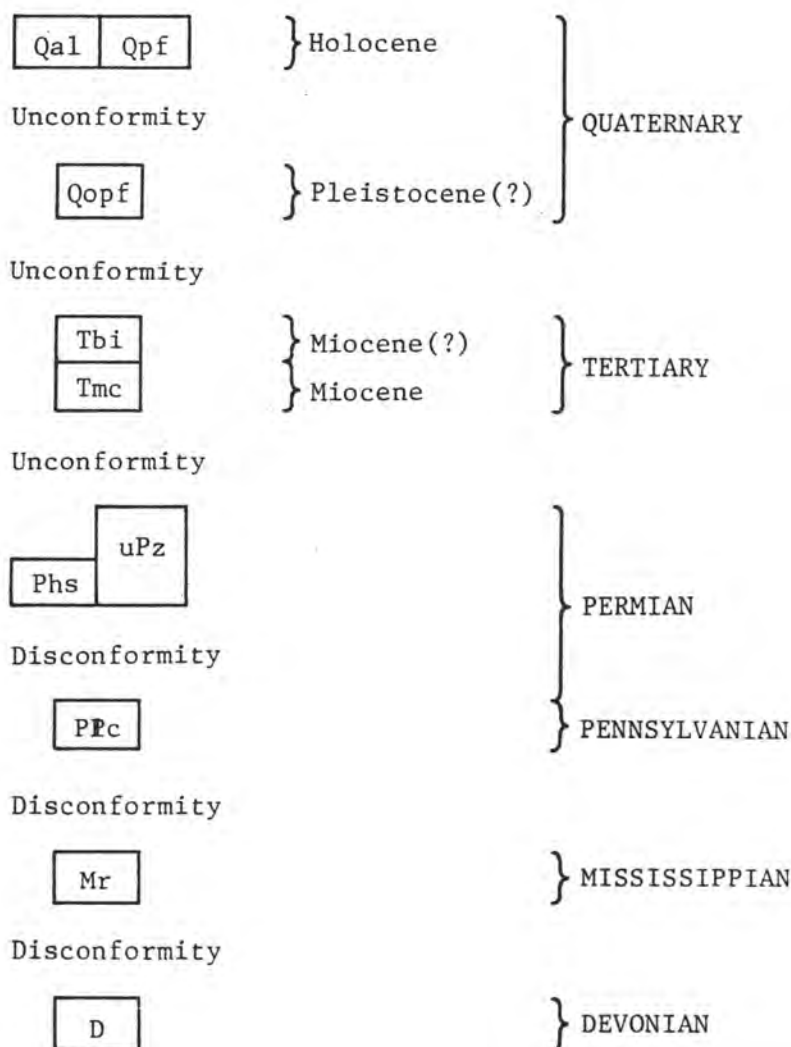 Qal Qpf Holocene
Unconformity
QUATERNARY
Qopf Pleistocene(?)
Unconformity
Tbi Miocene(?)
TERTIARY
Tmc Miocene
Unconformity
uPz
Phs
PERMIAN
Disconformity
PℙPc PENNSYLVANIAN
Disconformity
Mr MISSISSIPPIAN
Disconformity
D DEVONIAN